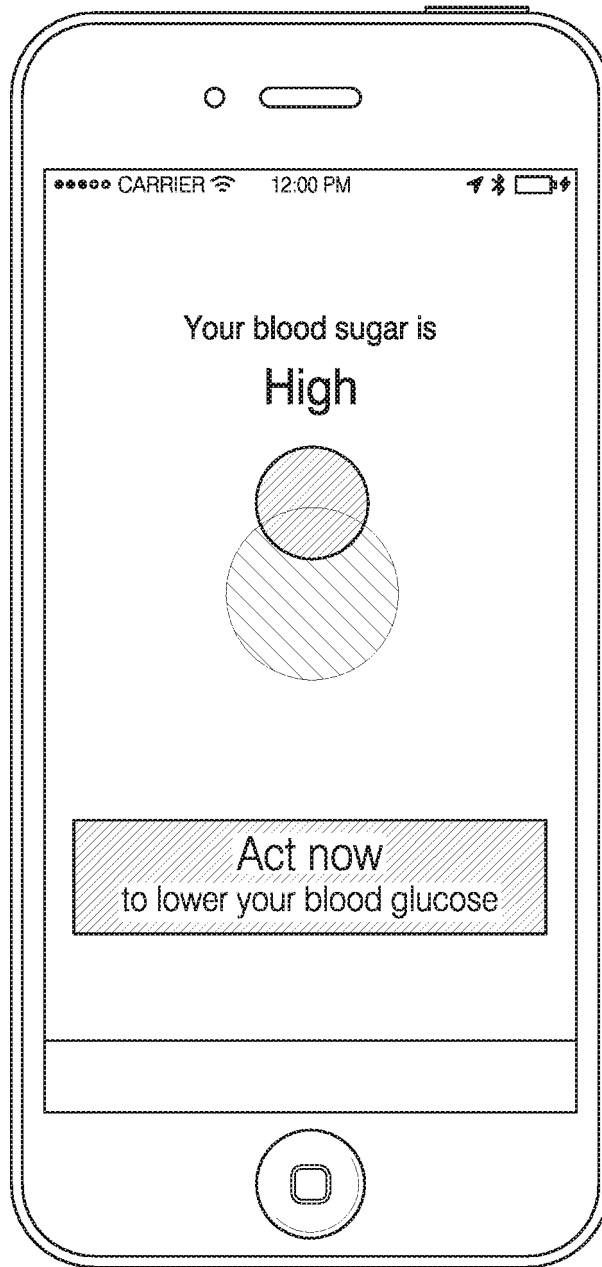 CARRIER 12:00 PM
Your blood sugar is
High
Act now
to lower your blood glucose